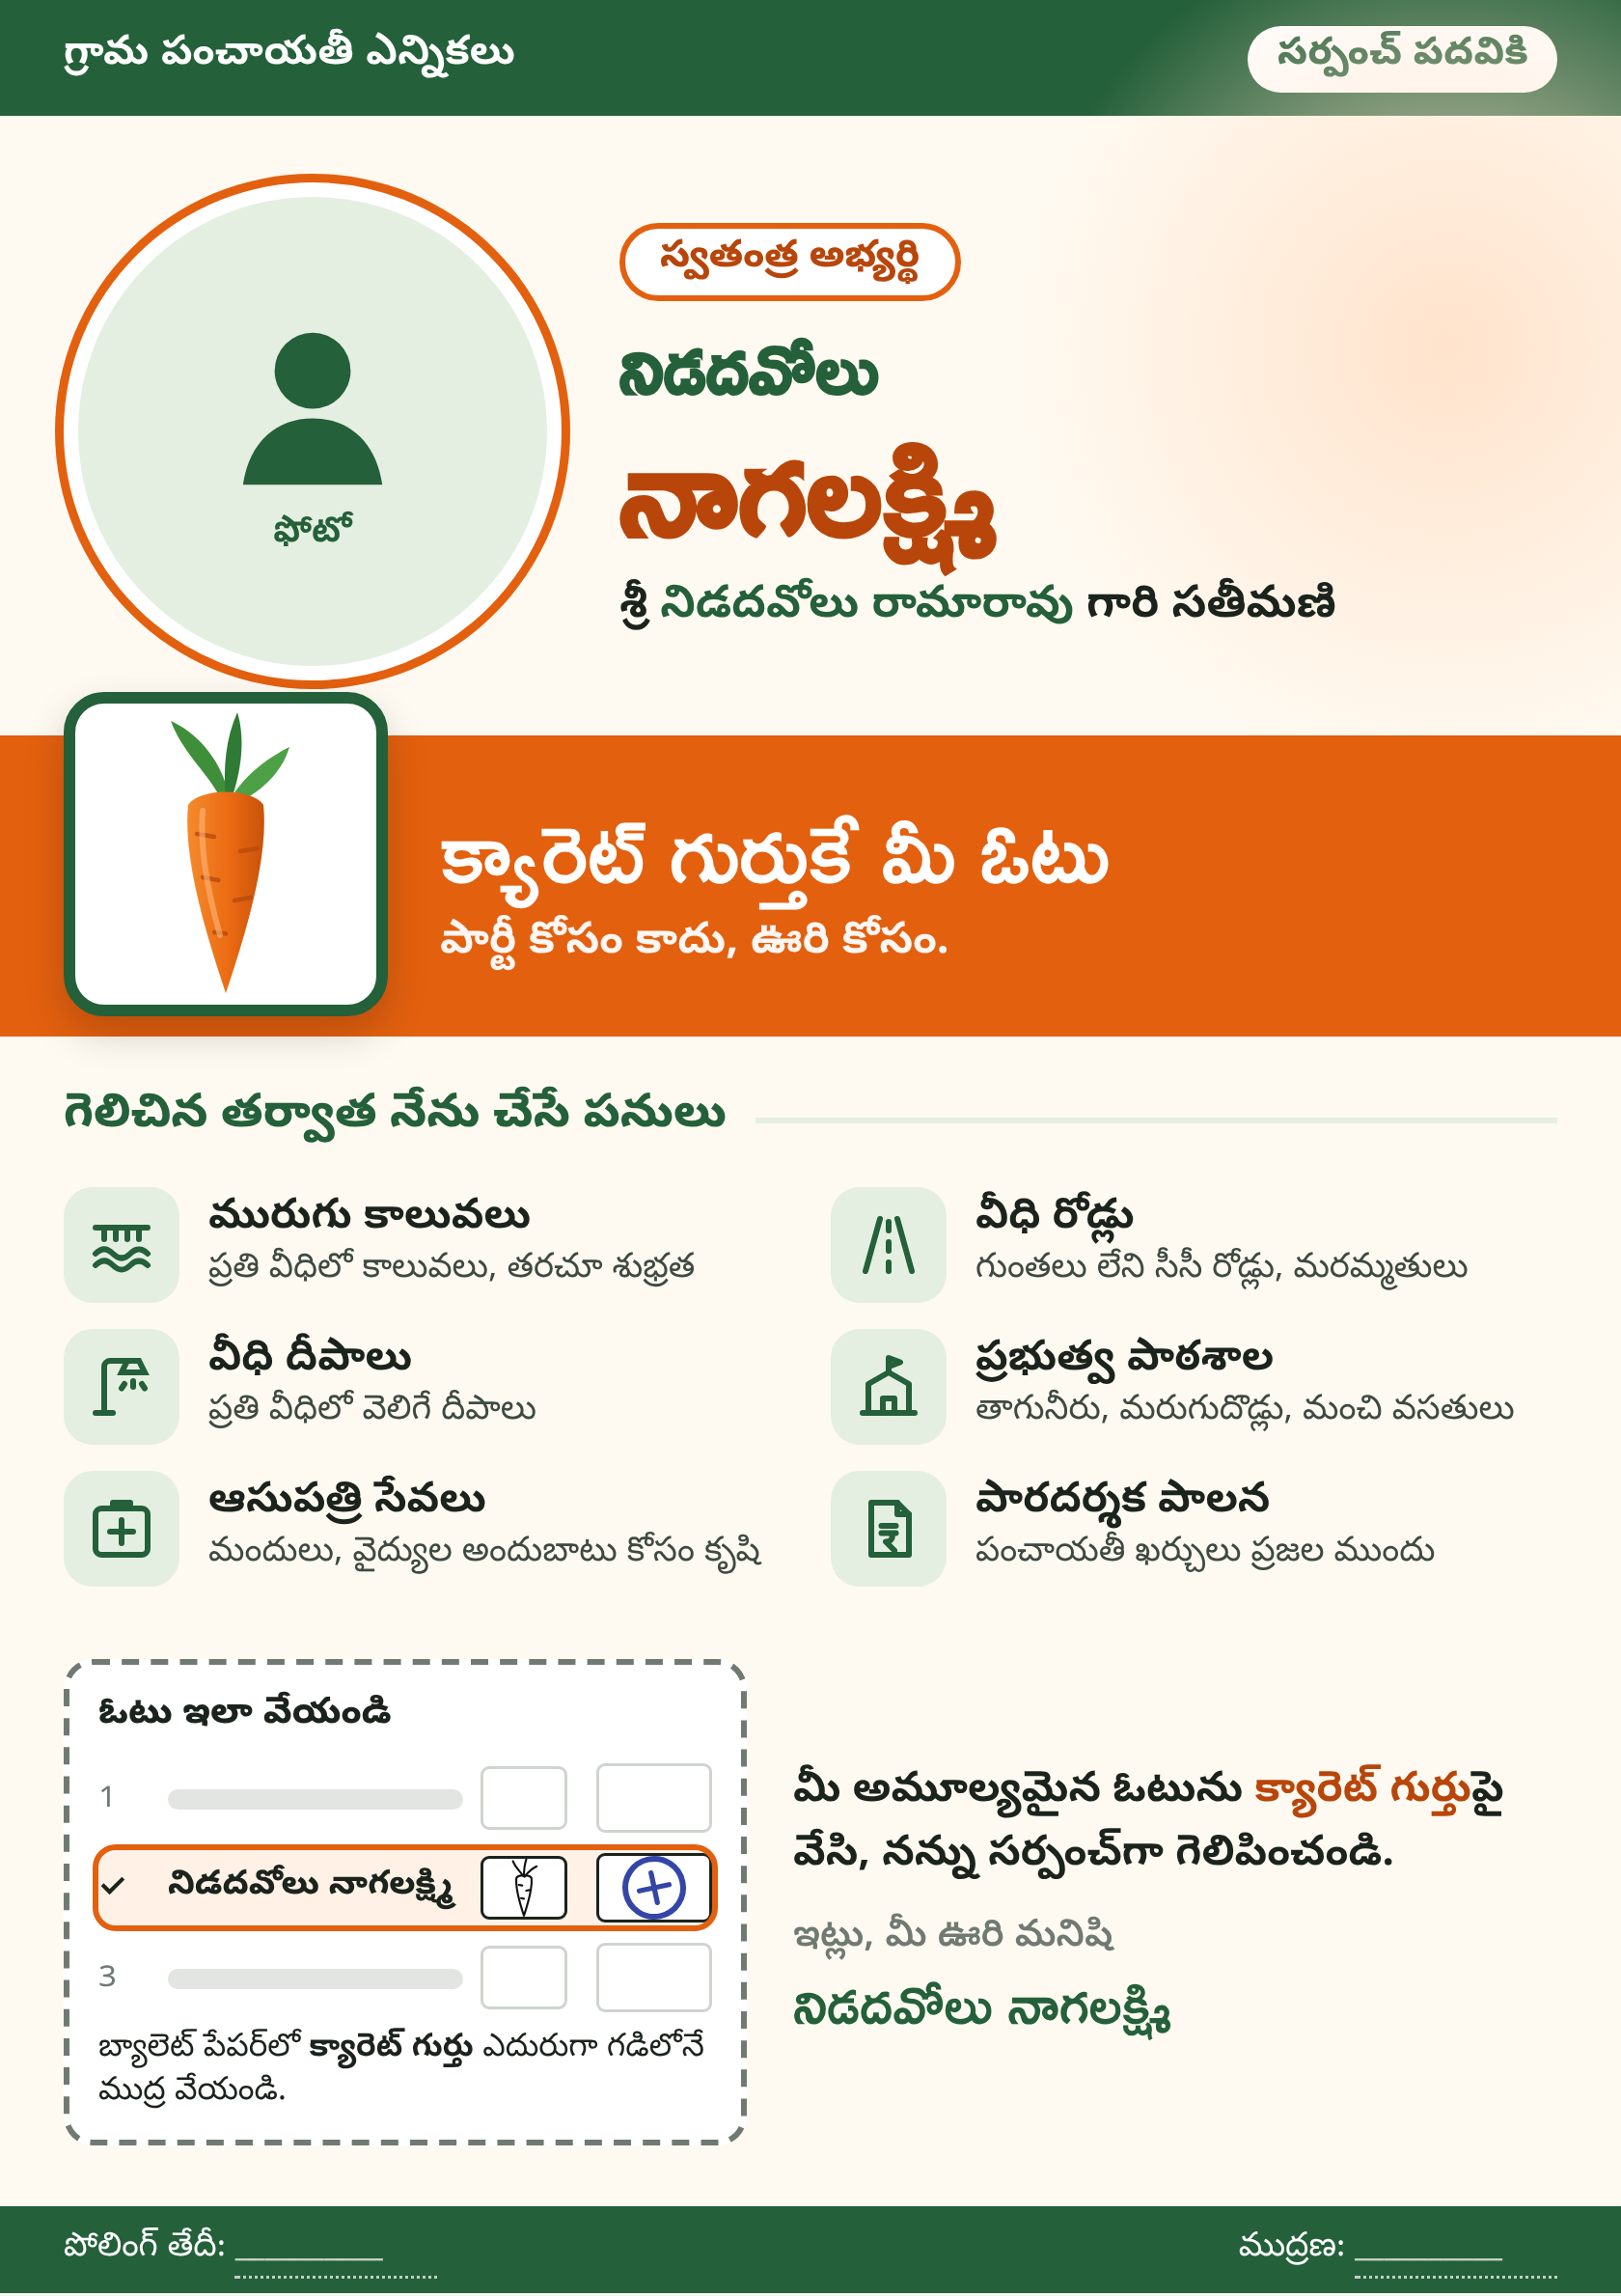 గ్రామ పంచాయతీ ఎన్నికలు
సర్పంచ్ పదవికి
స్వతంత్ర అభ్యర్థి
నిడదవోలు
నాగలక్ష్మి
ఫోటో
శ్రీ నిడదవోలు రామారావు గారి సతీమణి
క్యారెట్ గుర్తుకే మీ ఓటు
పార్టీ కోసం కాదు, ఊరి కోసం.
గెలిచిన తర్వాత నేను చేసే పనులు
మురుగు కాలువలు
ప్రతి వీధిలో కాలువలు, తరచూ శుభ్రత
వీధి రోడ్లు
గుంతలు లేని సీసీ రోడ్లు, మరమ్మతులు
వీధి దీపాలు
ప్రతి వీధిలో వెలిగే దీపాలు
ప్రభుత్వ పాఠశాల
తాగునీరు, మరుగుదొడ్లు, మంచి వసతులు
ఆసుపత్రి సేవలు
మందులు, వైద్యుల అందుబాటు కోసం కృషి
పారదర్శక పాలన
పంచాయతీ ఖర్చులు ప్రజల ముందు
ఓటు ఇలా వేయండి
1
✓ నిడదవోలు నాగలక్ష్మి
3
బ్యాలెట్ పేపర్‌లో క్యారెట్ గుర్తు ఎదురుగా గడిలోనే
ముద్ర వేయండి.
మీ అమూల్యమైన ఓటును క్యారెట్ గుర్తుపై
వేసి, నన్ను సర్పంచ్‌గా గెలిపించండి.
ఇట్లు, మీ ఊరి మనిషి
నిడదవోలు నాగలక్ష్మి
పోలింగ్ తేదీ: __________
ముద్రణ: __________